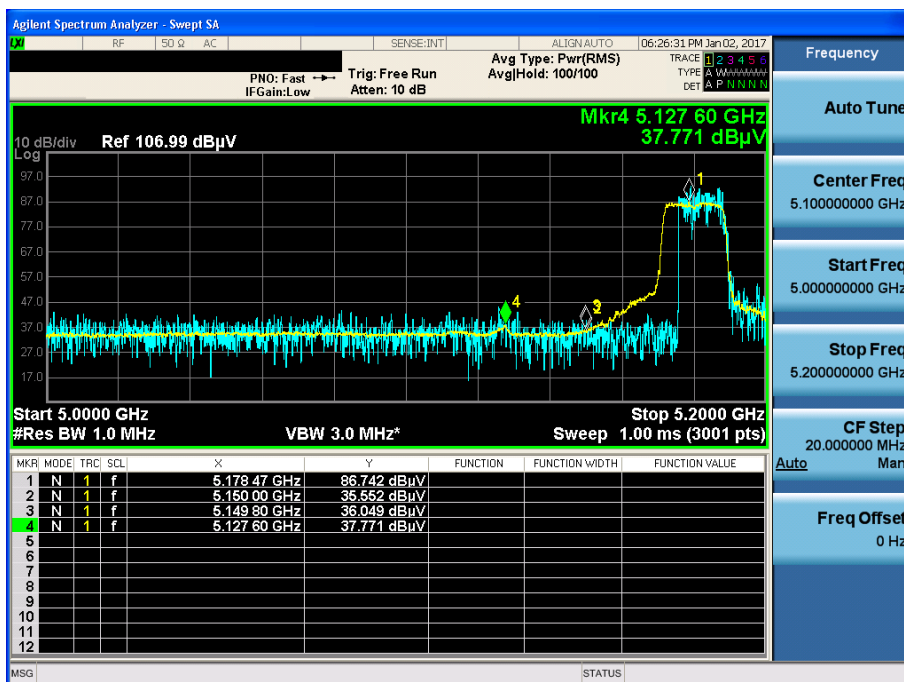 Agilent Spectrum Analyzer - Swept SA
LXI RF 50 Ω AC SENSE:INT ALIGN AUTO 06:26:31 PM Jan 02, 2017
PNO: Fast Trig: Free Run Avg Type: Pwr(RMS) TRACE 1 2 3 4 5 6
IFGain:Low Atten: 10 dB Avg|Hold: 100/100 TYPE A WWWWW
DET A P N N N N
Mkr4 5.127 60 GHz
37.771 dBµV
10 dB/div Ref 106.99 dBµV
Log
97.0
87.0
77.0
67.0
57.0
47.0
37.0
27.0
17.0
1
4
Start 5.0000 GHz Stop 5.2000 GHz
#Res BW 1.0 MHz VBW 3.0 MHz* Sweep 1.00 ms (3001 pts)
MKR MODE TRC SCL X Y FUNCTION FUNCTION WIDTH FUNCTION VALUE
1 N 1 f 5.178 47 GHz 86.742 dBµV
2 N 1 f 5.150 00 GHz 35.552 dBµV
3 N 1 f 5.149 80 GHz 36.049 dBµV
4 N 1 f 5.127 60 GHz 37.771 dBµV
5
6
7
8
9
10
11
12
MSG STATUS
Frequency
Auto Tune
Center Freq
5.100000000 GHz
Start Freq
5.000000000 GHz
Stop Freq
5.200000000 GHz
CF Step
20.000000 MHz
Auto Man
Freq Offset
0 Hz